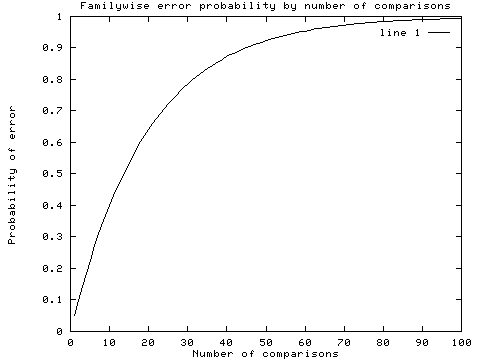 Familywise error probability by number of comparisons
1
0.9
0.8
0.7
0.6
0.5
0.4
0.3
0.2
0.1
0
line 1
Probability of error
0 10 20 30 40 50 60 70 80 90 100
Number of comparisons